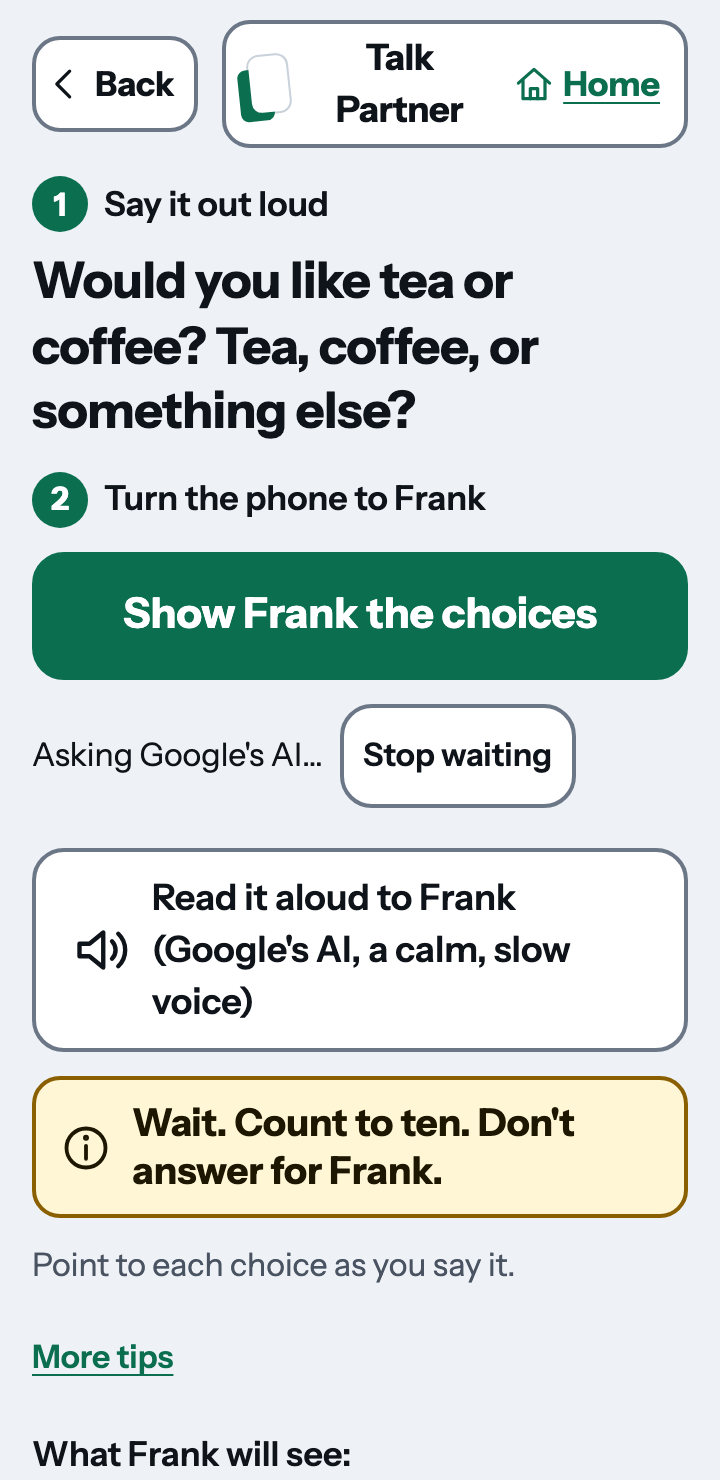 Back
Talk
Partner
Home
1 Say it out loud
Would you like tea or
coffee? Tea, coffee, or
something else?
2 Turn the phone to Frank
Show Frank the choices
Asking Google's AI... Stop waiting
Read it aloud to Frank
(Google's AI, a calm, slow
voice)
Wait. Count to ten. Don't
answer for Frank.
Point to each choice as you say it.
More tips
What Frank will see: